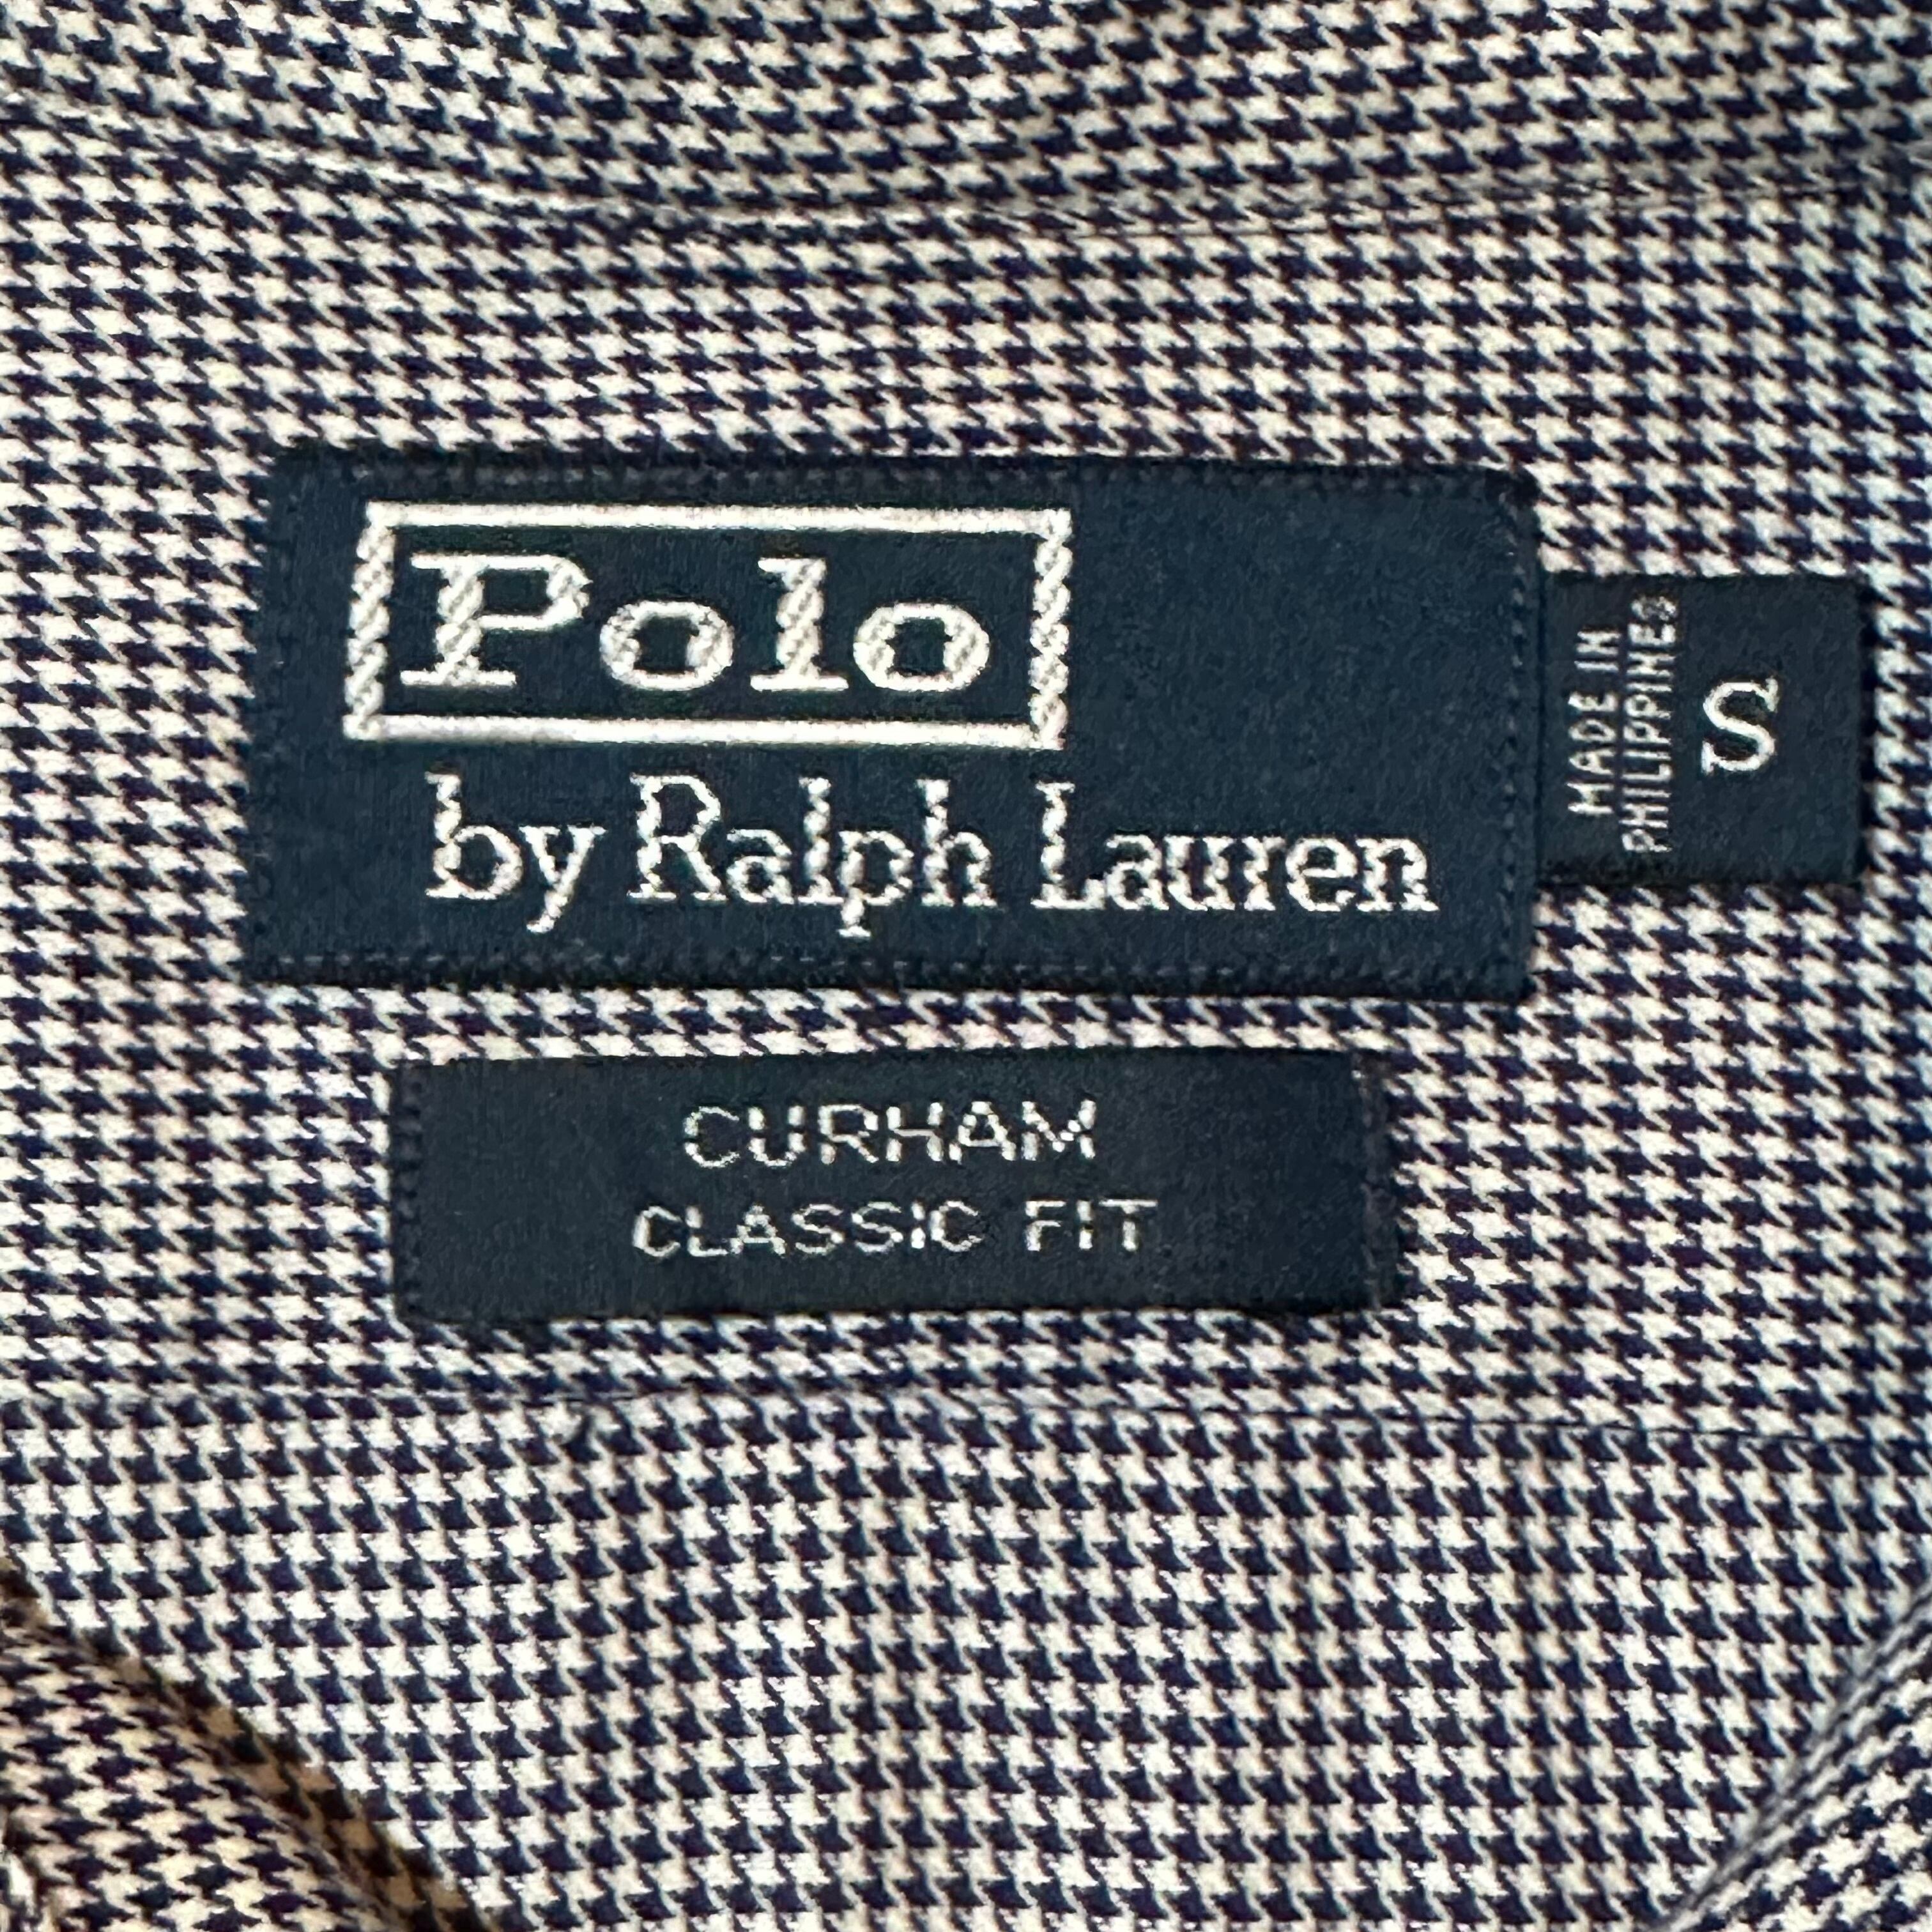 Polo
by Ralph Lauren
MADE IN
PHILIPPINES
S
CURHAM
CLASSIC FIT